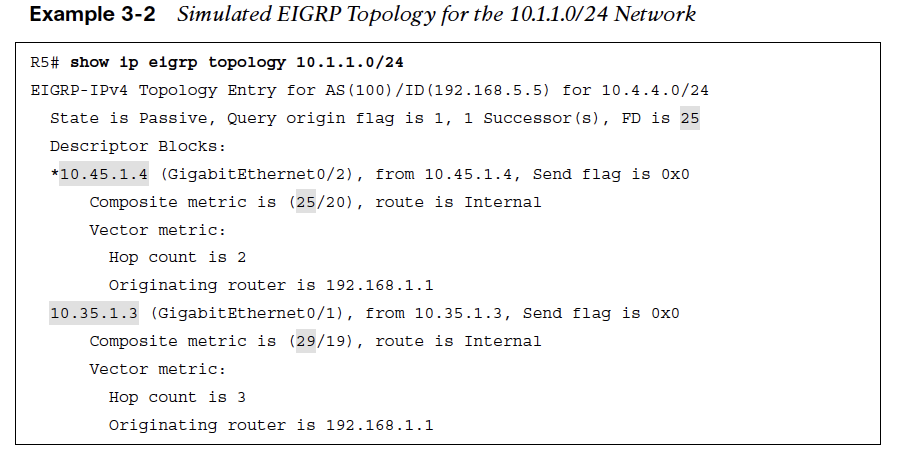 Example 3-2 Simulated EIGRP Topology for the 10.1.1.0/24 Network
R5# show ip eigrp topology 10.1.1.0/24
EIGRP-IPv4 Topology Entry for AS(100)/ID(192.168.5.5) for 10.4.4.0/24
State is Passive, Query origin flag is 1, 1 Successor(s), FD is 25
Descriptor Blocks:
*10.45.1.4 (GigabitEthernet0/2), from 10.45.1.4, Send flag is 0x0
Composite metric is (25/20), route is Internal
Vector metric:
Hop count is 2
Originating router is 192.168.1.1
10.35.1.3 (GigabitEthernet0/1), from 10.35.1.3, Send flag is 0x0
Composite metric is (29/19), route is Internal
Vector metric:
Hop count is 3
Originating router is 192.168.1.1